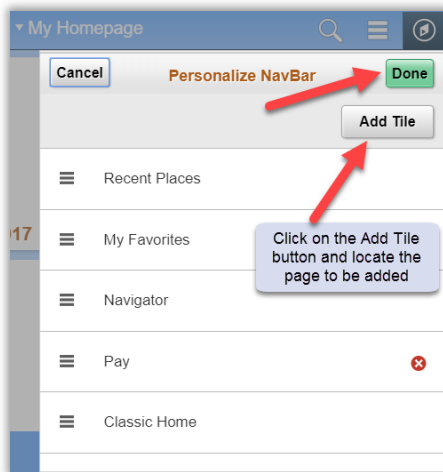 My Homepage
Cancel
Personalize NavBar
Done
Add Tile
Recent Places
17
My Favorites
Click on the Add Tile
button and locate the
page to be added
Navigator
Pay
Classic Home